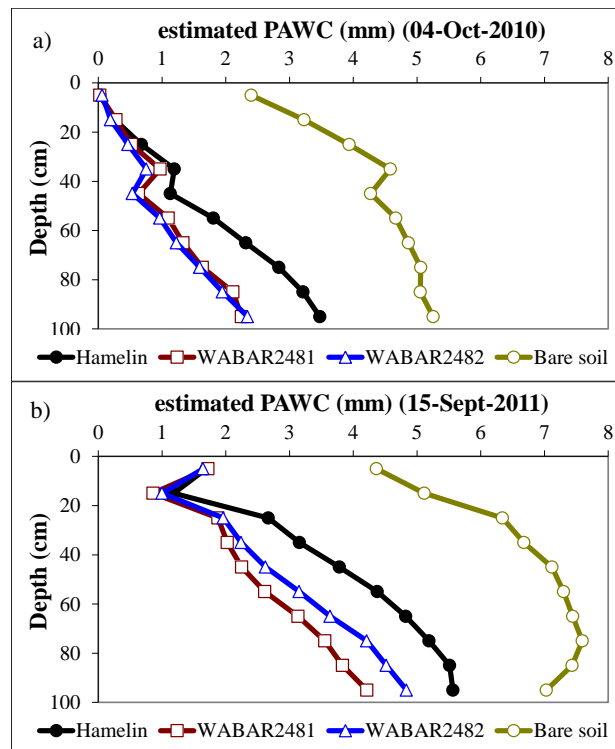 a)
estimated PAWC (mm) (04-Oct-2010)
0 1 2 3 4 5 6 7 8
0
20
40
60
80
100
Depth (cm)
Hamelin WABAR2481 WABAR2482 Bare soil
b)
estimated PAWC (mm) (15-Sept-2011)
0 1 2 3 4 5 6 7 8
0
20
40
60
80
100
Depth (cm)
Hamelin WABAR2481 WABAR2482 Bare soil